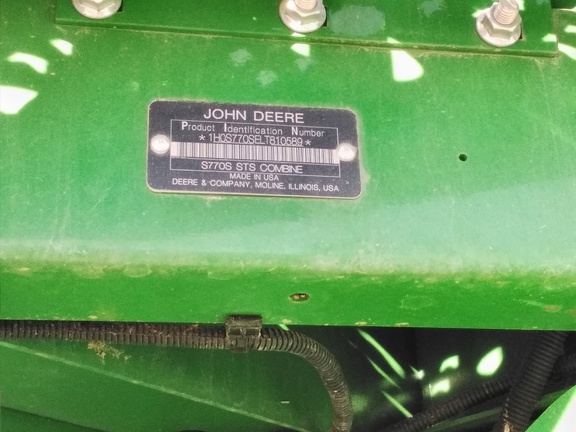 JOHN DEERE
Product Identification Number
*1H0S770SELT810589*
S770S STS COMBINE
MADE IN USA
DEERE & COMPANY, MOLINE, ILLINOIS, USA